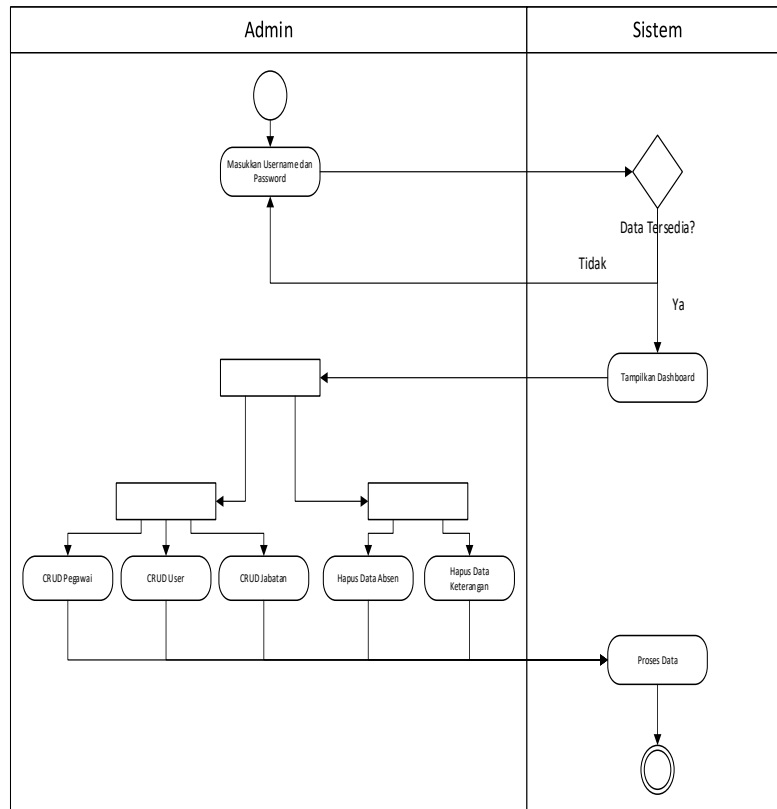 Admin
Sistem
Masukkan Username dan
Password
Data Tersedia?
Tidak
Ya
Tampilkan Dashboard
CRUD Pegawai
CRUD User
CRUD Jabatan
Hapus Data Absen
Hapus Data
Keterangan
Proses Data